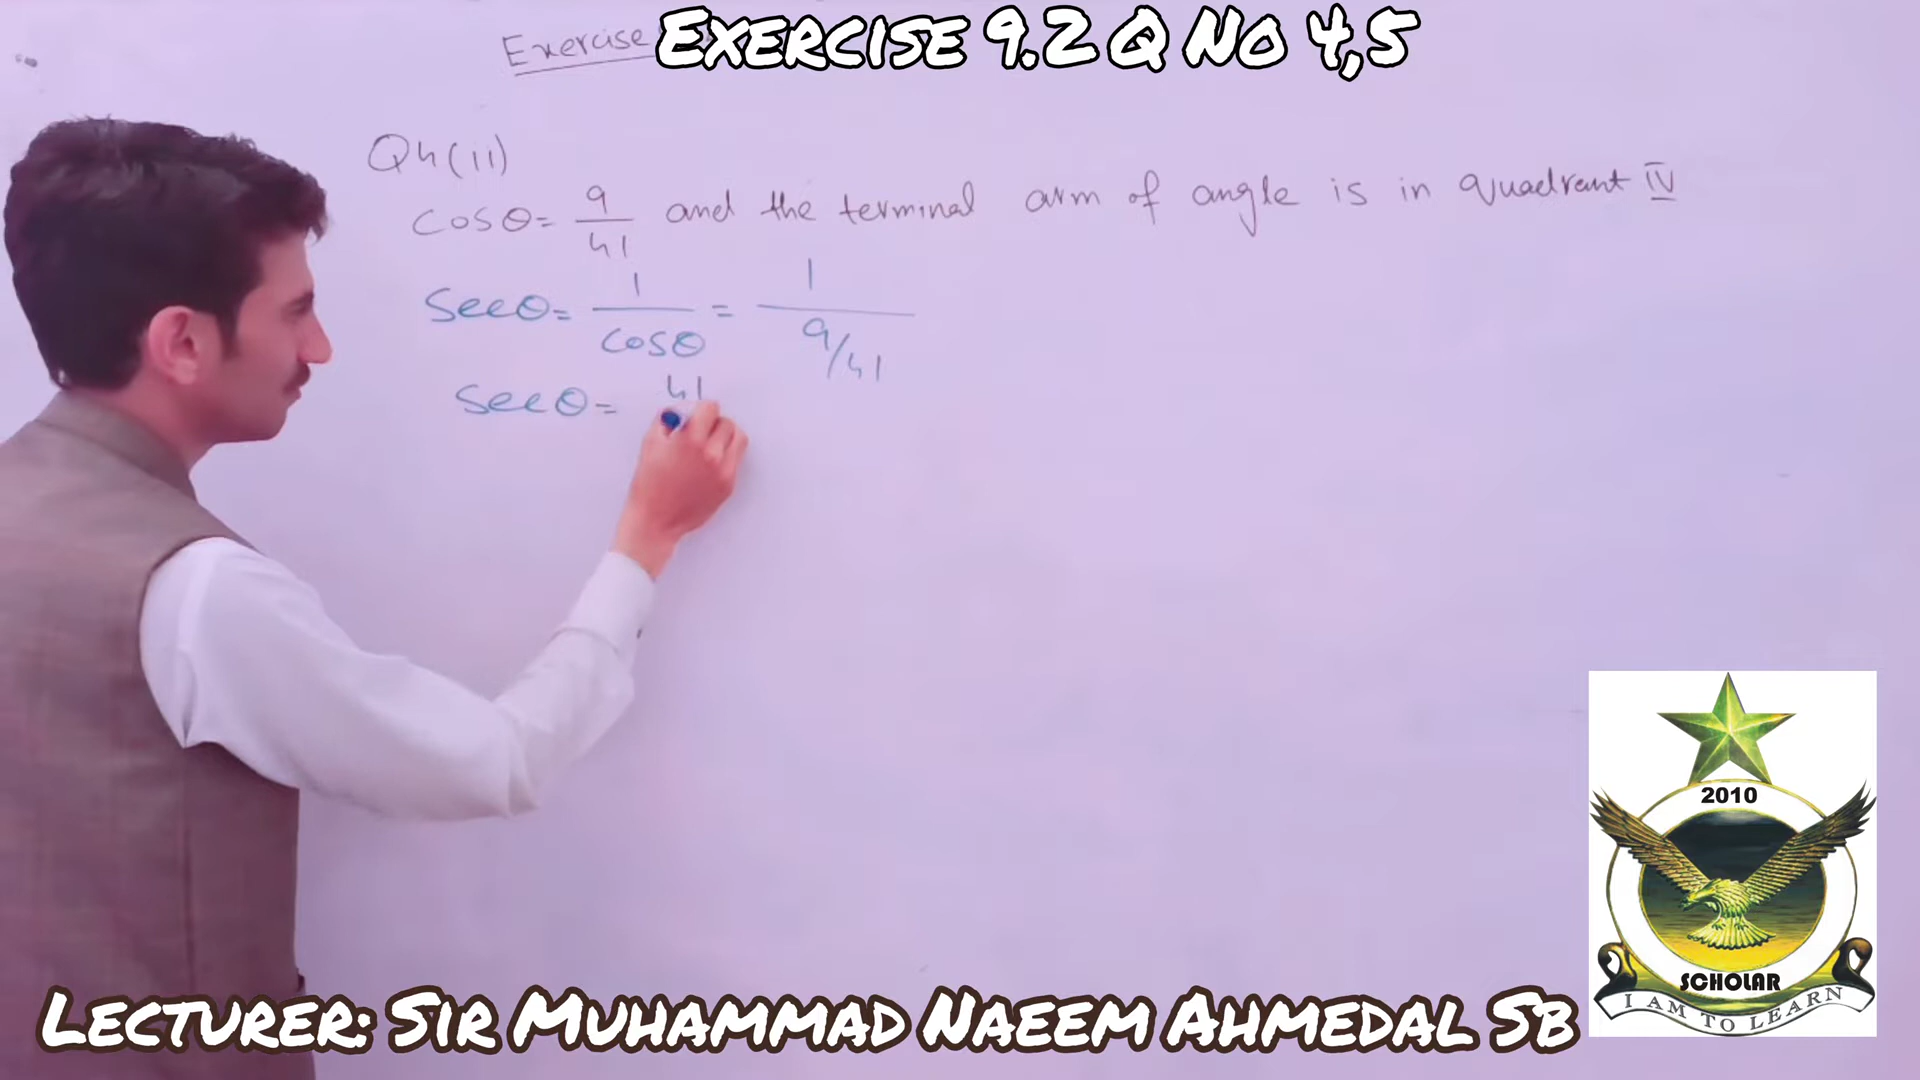 Exercise
EXERCISE 9.2 Q NO 4,5
Q4(ii)
cosθ= 9/41 and the terminal arm of angle is in quadrant IV
Secθ= 1/cosθ = 1/9/41
Secθ= 41
2010
SCHOLAR
I AM TO LEARN
LECTURER: SIR MUHAMMAD NAEEM AHMEDAL SB